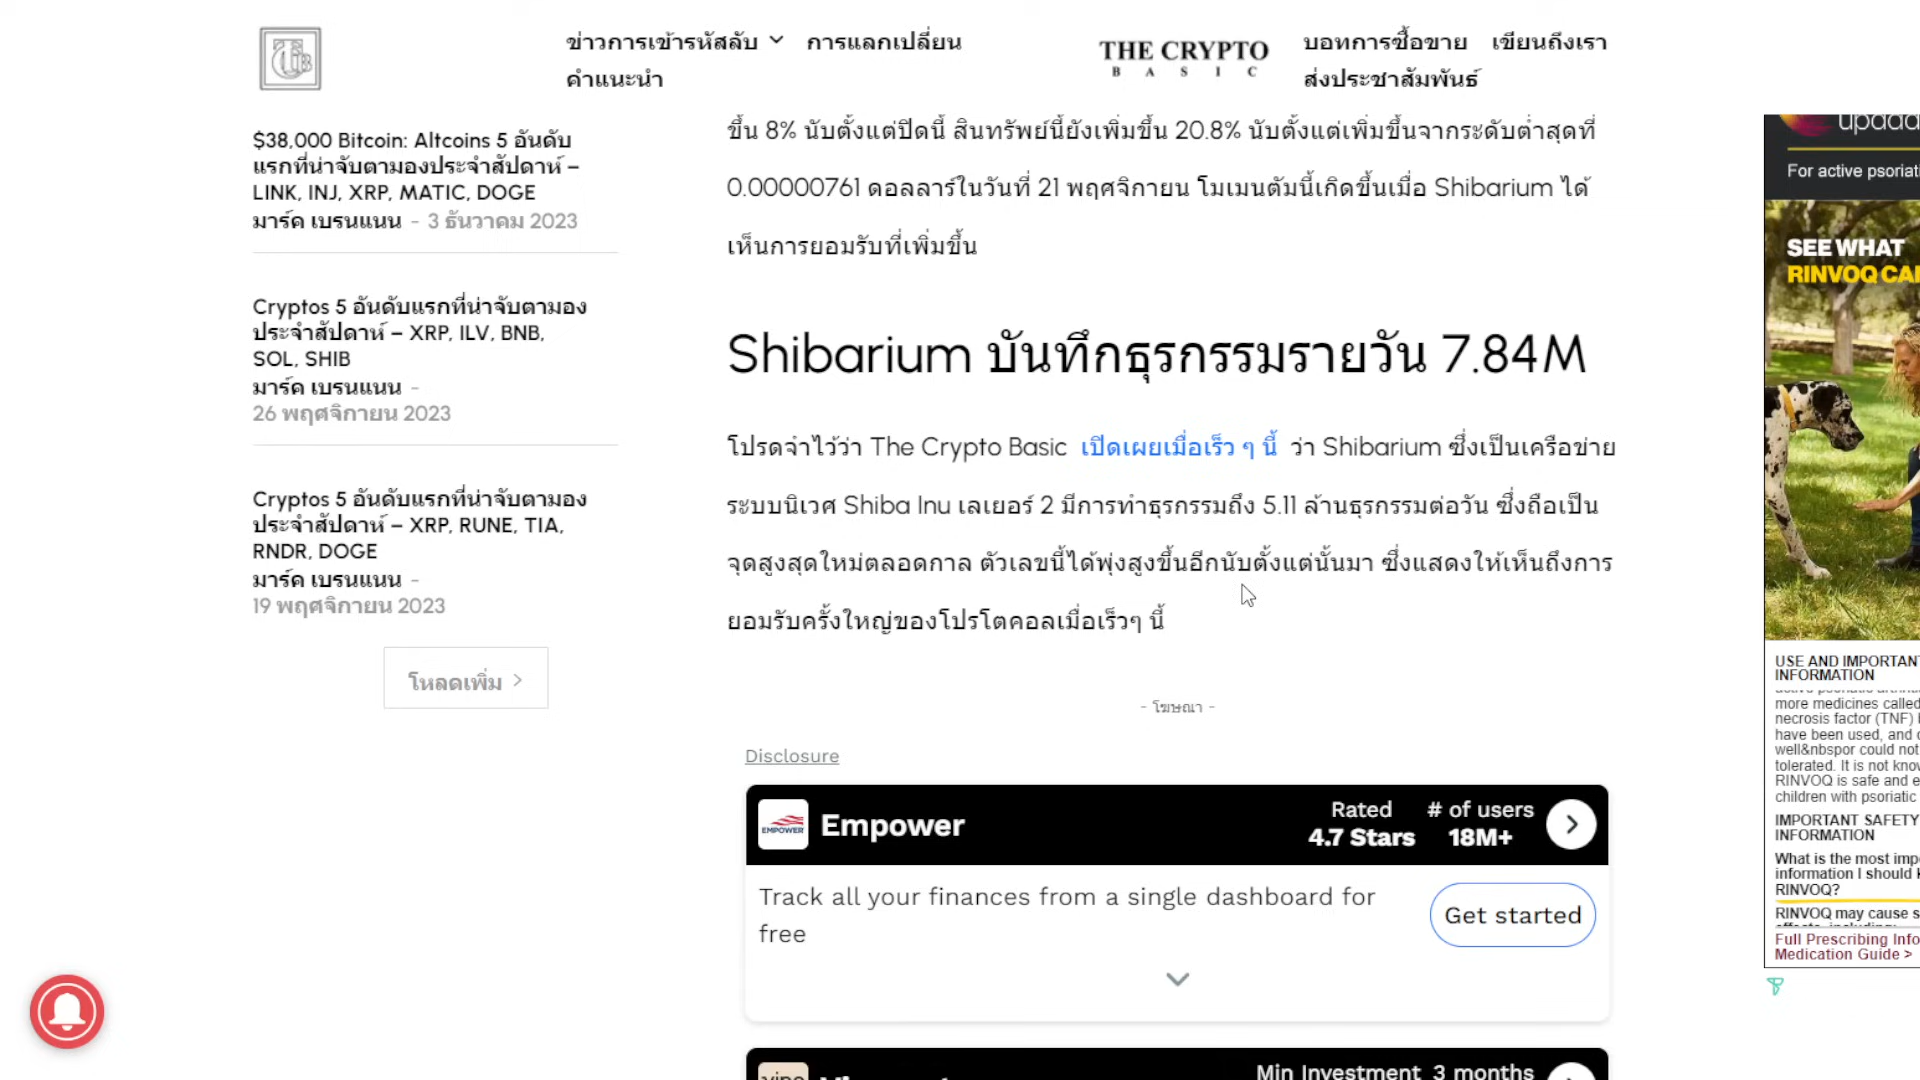 ข่าวการเข้ารหัสลับ
การแลกเปลี่ยน
คำแนะนำ
THE CRYPTO
BASIC
บอทการซื้อขาย
เขียนถึงเรา
ส่งประชาสัมพันธ์
$38,000 Bitcoin: Altcoins 5 อันดับ
แรกที่น่าจับตามองประจำสัปดาห์ –
LINK, INJ, XRP, MATIC, DOGE
มาร์ค เบรนแนน - 3 ธันวาคม 2023
Cryptos 5 อันดับแรกที่น่าจับตามอง
ประจำสัปดาห์ – XRP, ILV, BNB,
SOL, SHIB
มาร์ค เบรนแนน -
26 พฤศจิกายน 2023
Cryptos 5 อันดับแรกที่น่าจับตามอง
ประจำสัปดาห์ – XRP, RUNE, TIA,
RNDR, DOGE
มาร์ค เบรนแนน -
19 พฤศจิกายน 2023
โหลดเพิ่ม
ขึ้น 8% นับตั้งแต่ปิดนี้ สินทรัพย์นี้ยังเพิ่มขึ้น 20.8% นับตั้งแต่เพิ่มขึ้นจากระดับต่ำสุดที่
0.00000761 ดอลลาร์ในวันที่ 21 พฤศจิกายน โมเมนตัมนี้เกิดขึ้นเมื่อ Shibarium ได้
เห็นการยอมรับที่เพิ่มขึ้น
Shibarium บันทึกธุรกรรมรายวัน 7.84M
โปรดจำไว้ว่า The Crypto Basic เปิดเผยเมื่อเร็ว ๆ นี้ ว่า Shibarium ซึ่งเป็นเครือข่าย
ระบบนิเวศ Shiba Inu เลเยอร์ 2 มีการทำธุรกรรมถึง 5.11 ล้านธุรกรรมต่อวัน ซึ่งถือเป็น
จุดสูงสุดใหม่ตลอดกาล ตัวเลขนี้ได้พุ่งสูงขึ้นอีกนับตั้งแต่นั้นมา ซึ่งแสดงให้เห็นถึงการ
ยอมรับครั้งใหญ่ของโปรโตคอลเมื่อเร็วๆ นี้
- โฆษณา -
Disclosure
EMPOWER
Empower
Rated
4.7 Stars
# of users
18M+
Track all your finances from a single dashboard for
free
Get started
Min Investment
3 months
For active
SEE WHAT
RINVOQ
USE AND
INFORMATION
more medicines called
necrosis factor (TNF)
have been used, and
well&nbspor could not
tolerated. It is not
RINVOQ is safe and
children with psoriatic
IMPORTANT SAFETY
INFORMATION
What is the most
information I should
RINVOQ?
RINVOQ may cause
Full Prescribing
Medication Guide >